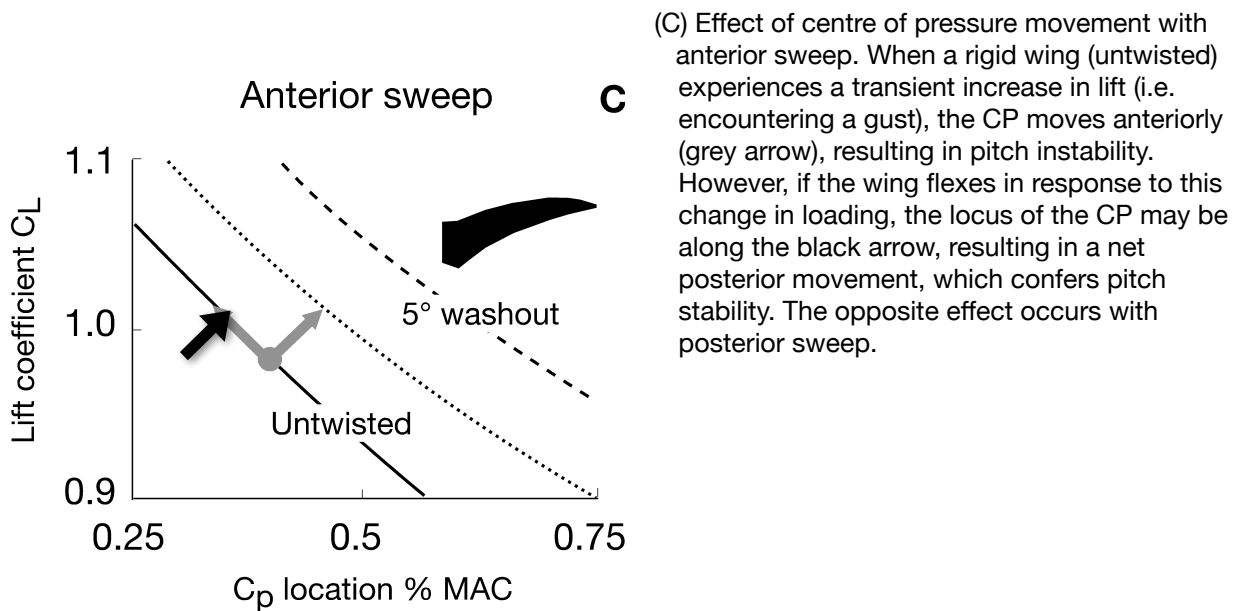 Anterior sweep
C
1.1
1.0
0.9
Lift coefficient CL
5° washout
Untwisted
0.25
0.5
0.75
Cp location % MAC
(C) Effect of centre of pressure movement with
anterior sweep. When a rigid wing (untwisted)
experiences a transient increase in lift (i.e.
encountering a gust), the CP moves anteriorly
(grey arrow), resulting in pitch instability.
However, if the wing flexes in response to this
change in loading, the locus of the CP may be
along the black arrow, resulting in a net
posterior movement, which confers pitch
stability. The opposite effect occurs with
posterior sweep.